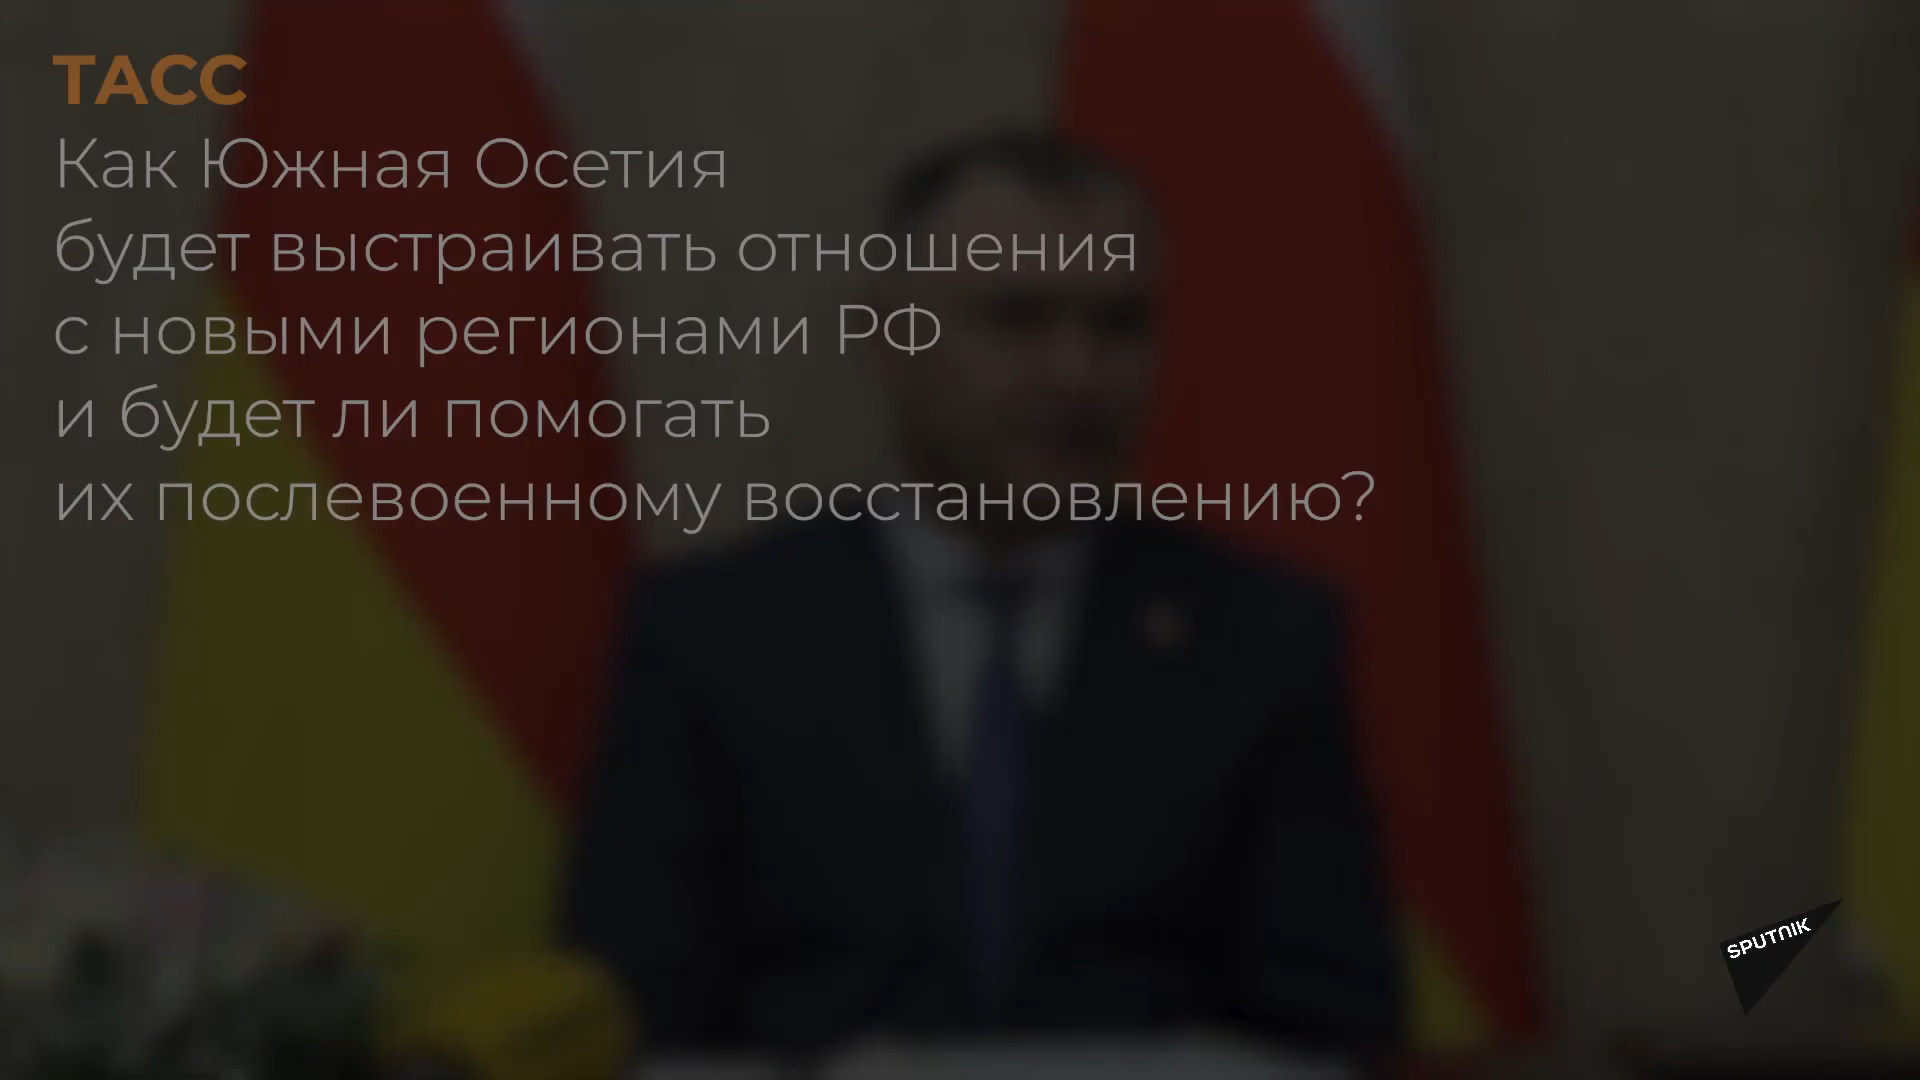 ТАСС
Как Южная Осетия
будет выстраивать отношения
с новыми регионами РФ
и будет ли помогать
их послевоенному восстановлению?
SPUTNIK